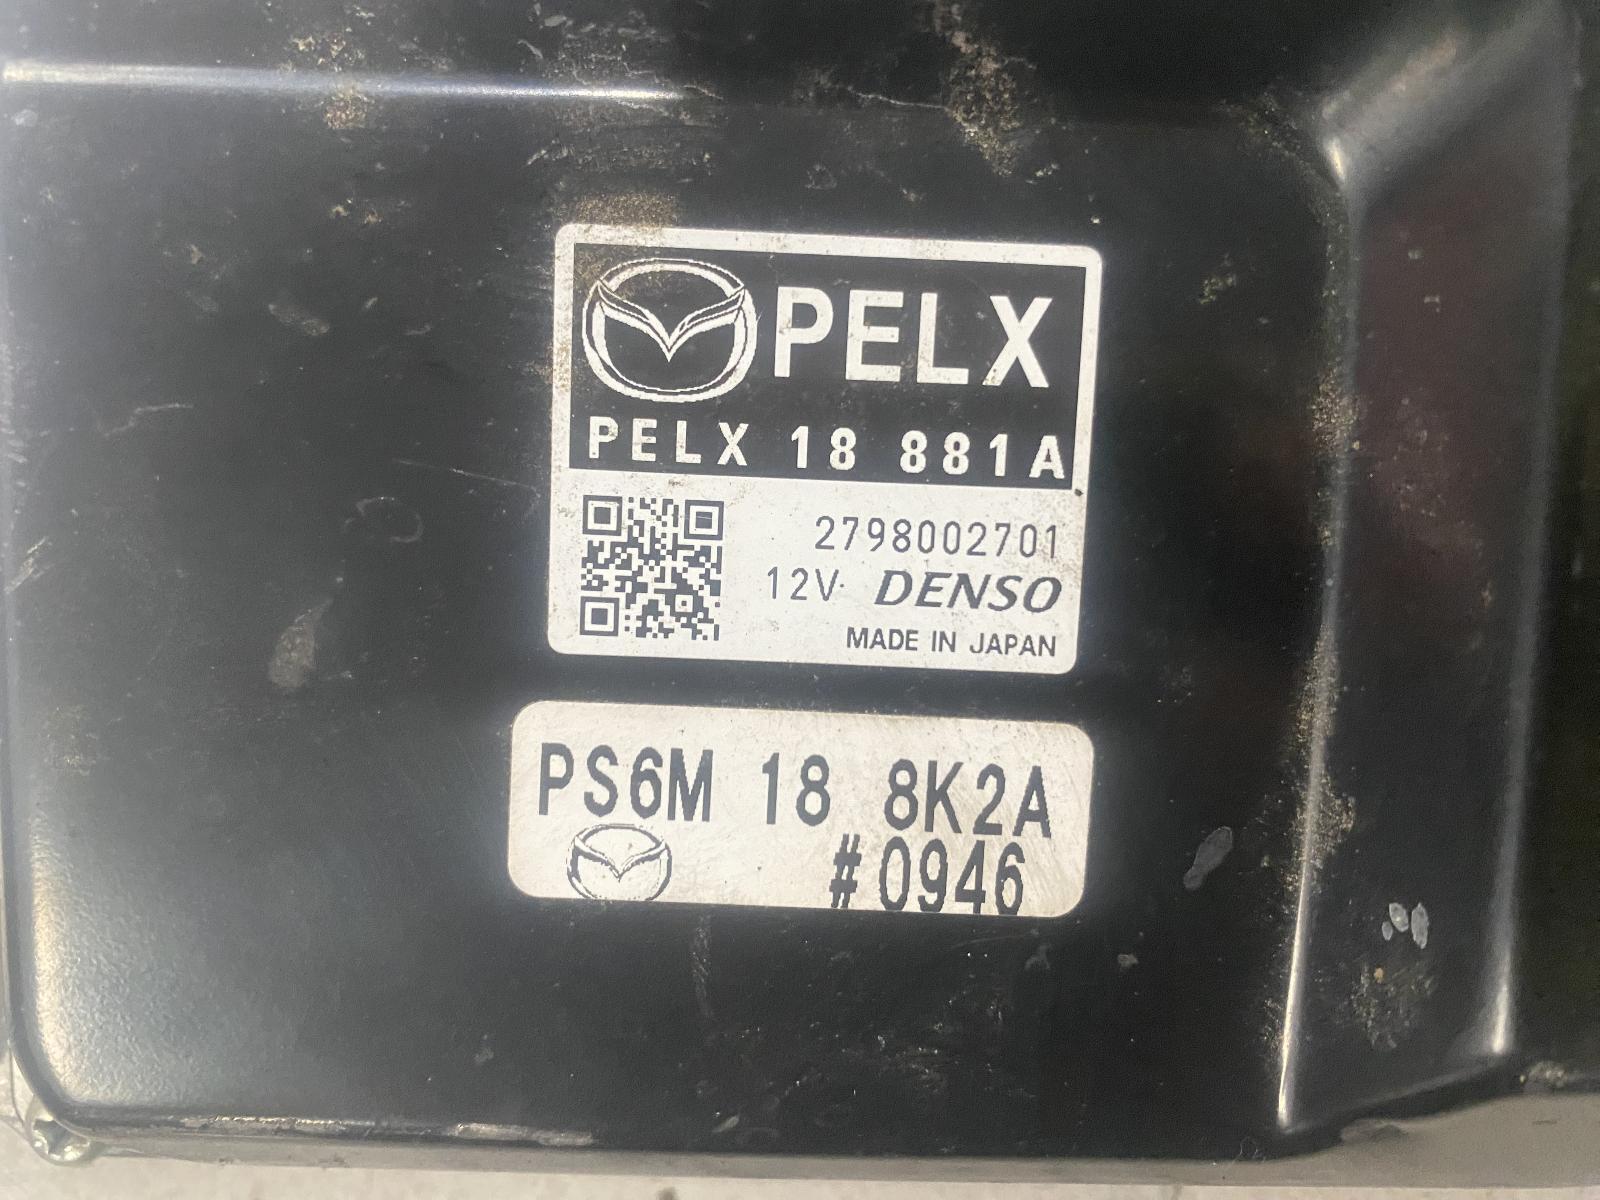 PELX
PELX 18 881A
2798002701
12V DENSO
MADE IN JAPAN
PS6M 18 8K2A
#0946